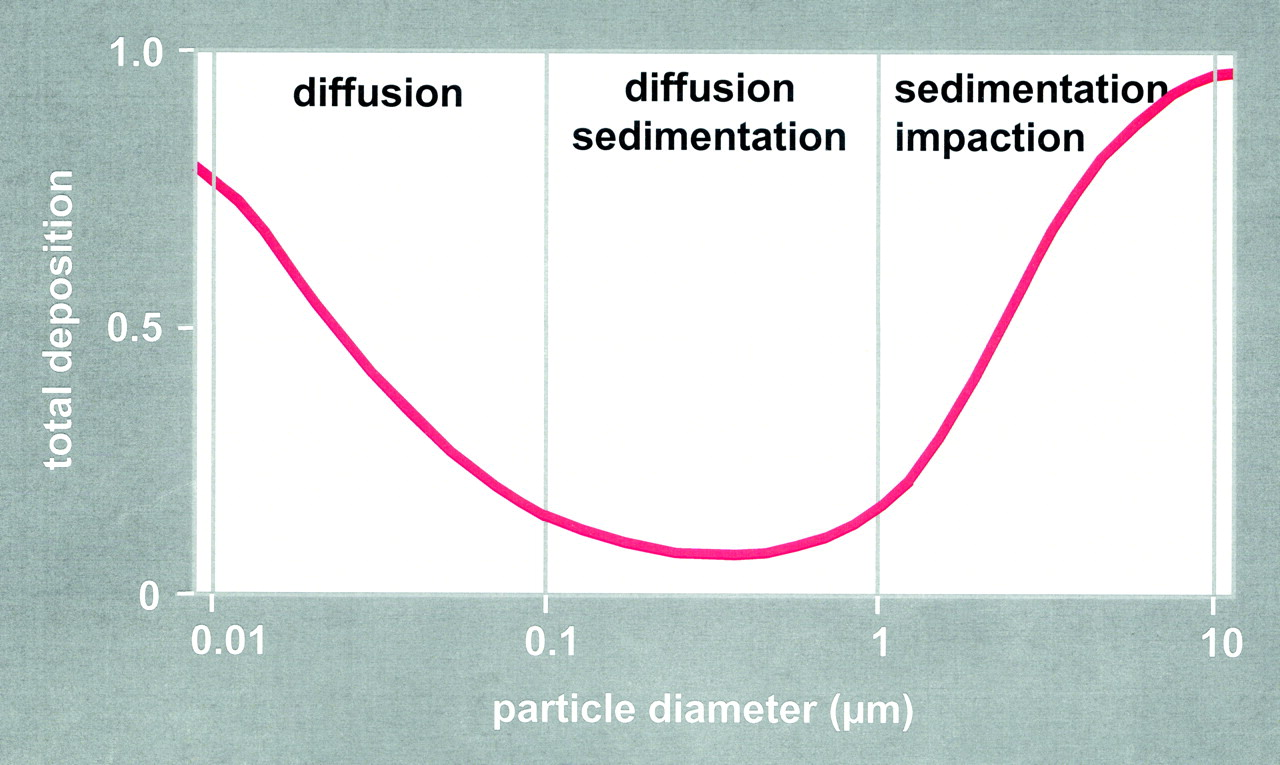 1.0
0.5
0
total deposition
diffusion
diffusion
sedimentation
sedimentation
impaction
0.01
0.1
1
10
particle diameter (µm)